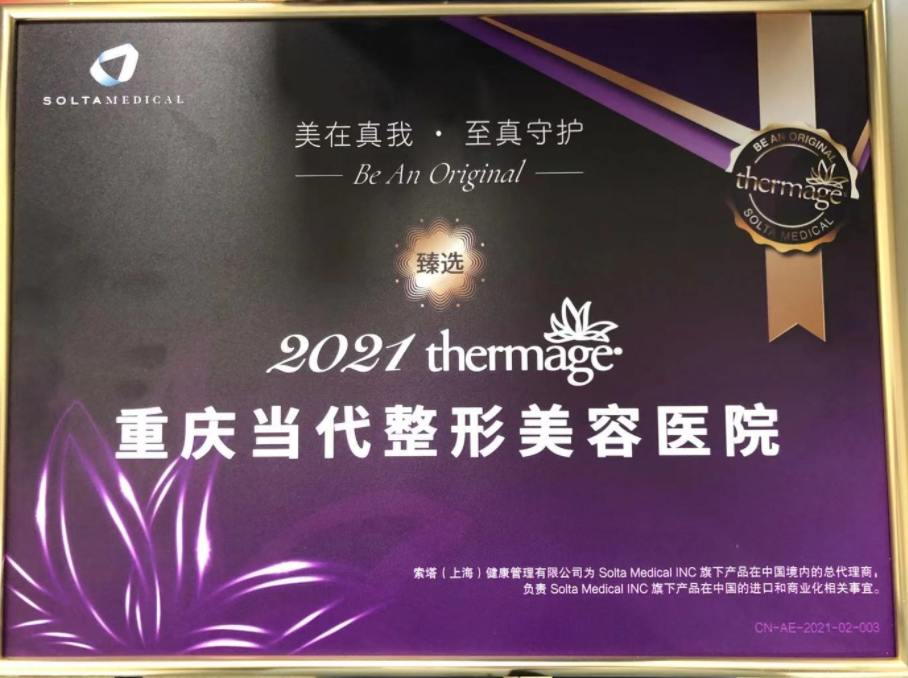 SOLTA MEDICAL
美在真我·至真守护
Be An Original
BE AN ORIGINAL
thermage
SOLTA MEDICAL
臻选
2021 thermage
重庆当代整形美容医院
索塔（上海）健康管理有限公司为 Solta Medical INC 旗下产品在中国境内的总代理商，
负责 Solta Medical INC 旗下产品在中国的进口和商业化相关事宜。
CN-AE-2021-02-003